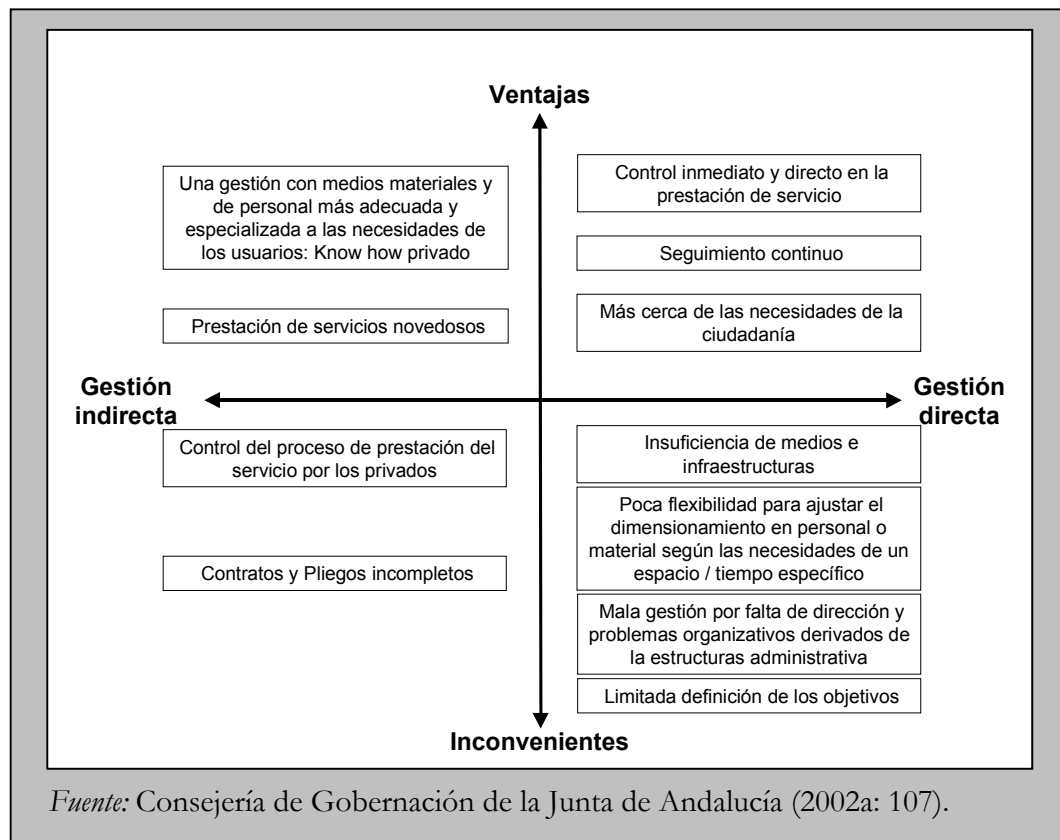 Ventajas
Una gestión con medios materiales y
de personal más adecuada y
especializada a las necesidades de
los usuarios: Know how privado
Prestación de servicios novedosos
Control inmediato y directo en la
prestación de servicio
Seguimiento continuo
Más cerca de las necesidades de la
ciudadanía
Gestión
indirecta
Gestión
directa
Control del proceso de prestación del
servicio por los privados
Contratos y Pliegos incompletos
Insuficiencia de medios e
infraestructuras
Poca flexibilidad para ajustar el
dimensionamiento en personal o
material según las necesidades de un
espacio / tiempo específico
Mala gestión por falta de dirección y
problemas organizativos derivados de
la estructuras administrativa
Limitada definición de los objetivos
Inconvenientes
Fuente: Consejería de Gobernación de la Junta de Andalucía (2002a: 107).